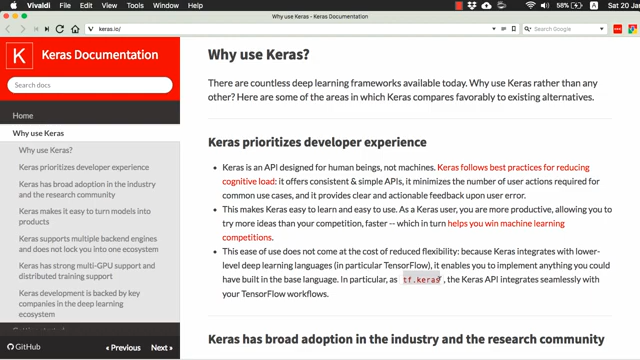 Vivaldi File Edit View Tools Window Help
58% A Sat 20 Jan
Why use Keras - Keras Documentation
keras.io/
Search Google
K Keras Documentation
Search docs
Home
Why use Keras
Why use Keras?
Keras prioritizes developer experience
Keras has broad adoption in the industry
and the research community
Keras makes it easy to turn models into
products
Keras supports multiple backend engines
and does not lock you into one ecosystem
Keras has strong multi-GPU support and
distributed training support
Keras development is backed by key
companies in the deep learning
ecosystem
GitHub « Previous Next »
Why use Keras?
There are countless deep learning frameworks available today. Why use Keras rather than any
other? Here are some of the areas in which Keras compares favorably to existing alternatives.
Keras prioritizes developer experience
• Keras is an API designed for human beings, not machines. Keras follows best practices for reducing
cognitive load: it offers consistent & simple APIs, it minimizes the number of user actions required for
common use cases, and it provides clear and actionable feedback upon user error.
• This makes Keras easy to learn and easy to use. As a Keras user, you are more productive, allowing you to
try more ideas than your competition, faster -- which in turn helps you win machine learning
competitions.
• This ease of use does not come at the cost of reduced flexibility: because Keras integrates with lower-
level deep learning languages (in particular TensorFlow), it enables you to implement anything you could
have built in the base language. In particular, as tf.keras , the Keras API integrates seamlessly with
your TensorFlow workflows.
Keras has broad adoption in the industry and the research community